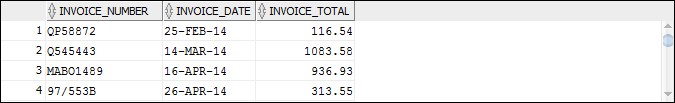 INVOICE_NUMBER INVOICE_DATE INVOICE_TOTAL
1 QP58872 25-FEB-14 116.54
2 Q545443 14-MAR-14 1083.58
3 MABO1489 16-APR-14 936.93
4 97/553B 26-APR-14 313.55